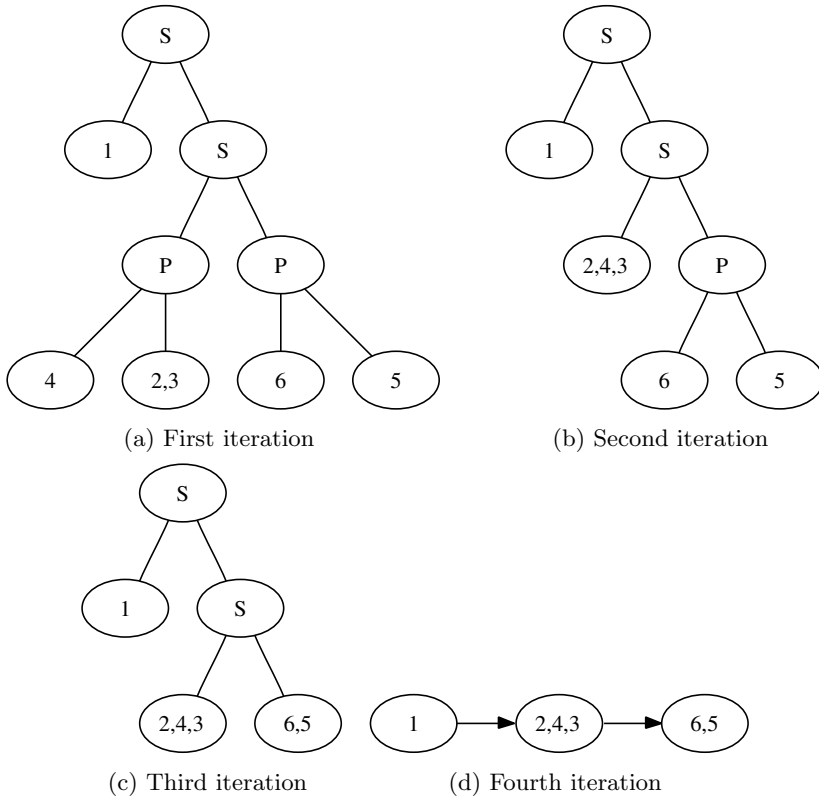 S S
1 S 1 S
P P 2,4,3 P
4 2,3 6 5 6 5
(a) First iteration (b) Second iteration
S
1 S
2,4,3 6,5 1 2,4,3 6,5
(c) Third iteration (d) Fourth iteration